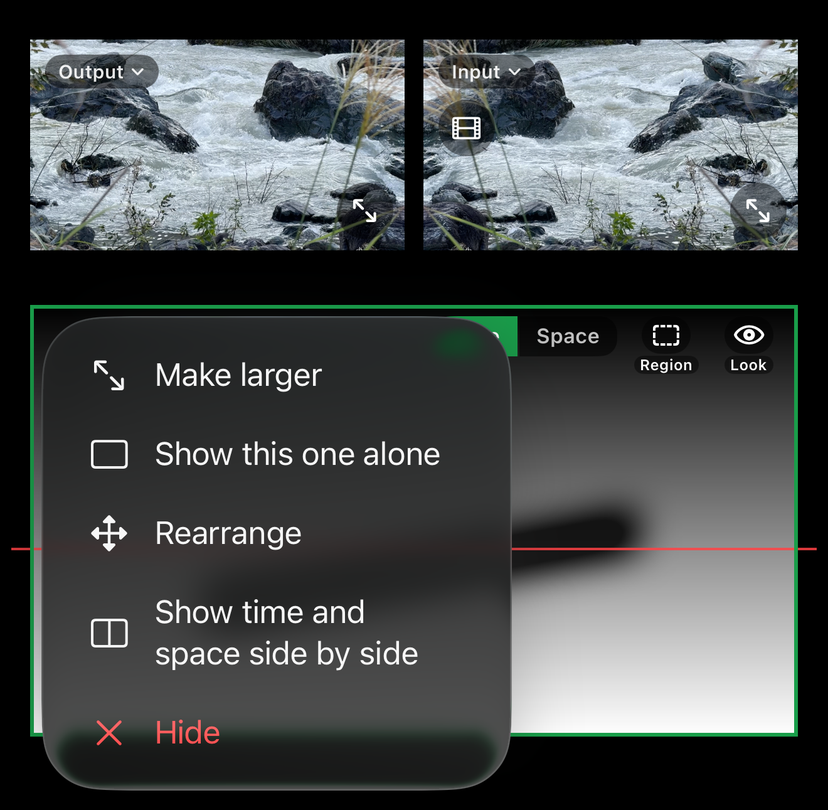 Output
Input
Space
Region
Look
Make larger
Show this one alone
Rearrange
Show time and
space side by side
Hide